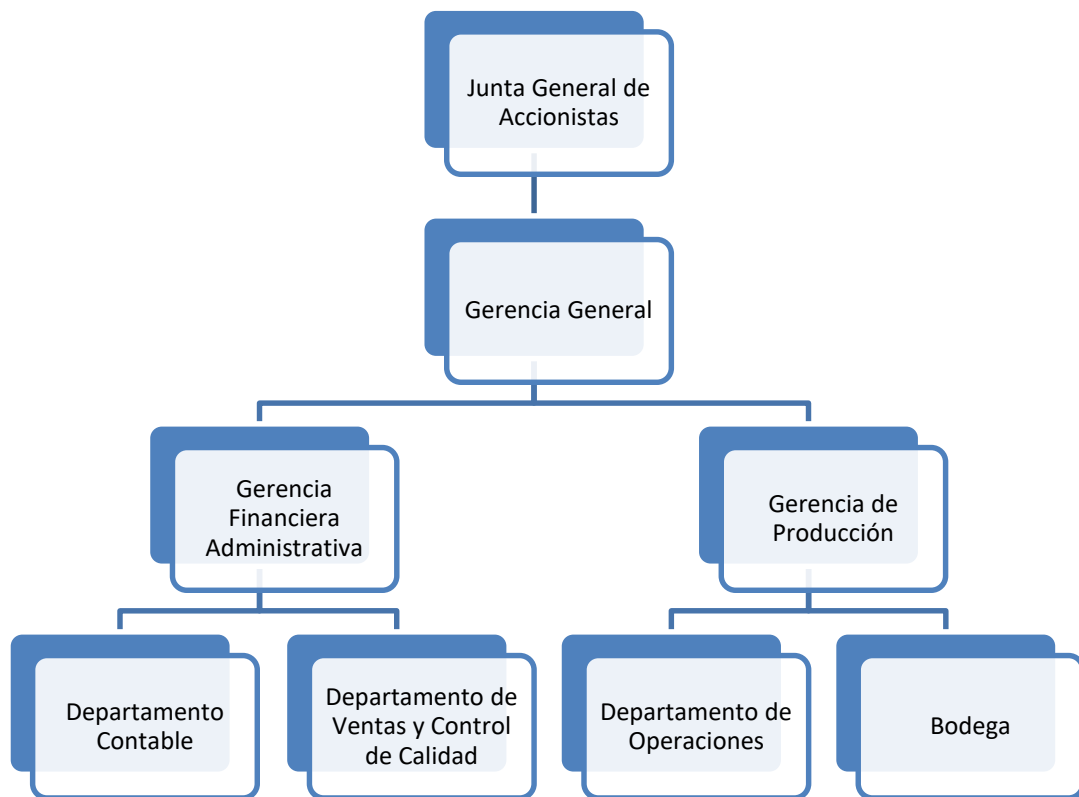 Junta General de
Accionistas
Gerencia General
Gerencia
Financiera
Administrativa
Gerencia de
Producción
Departamento
Contable
Departamento de
Ventas y Control
de Calidad
Departamento de
Operaciones
Bodega